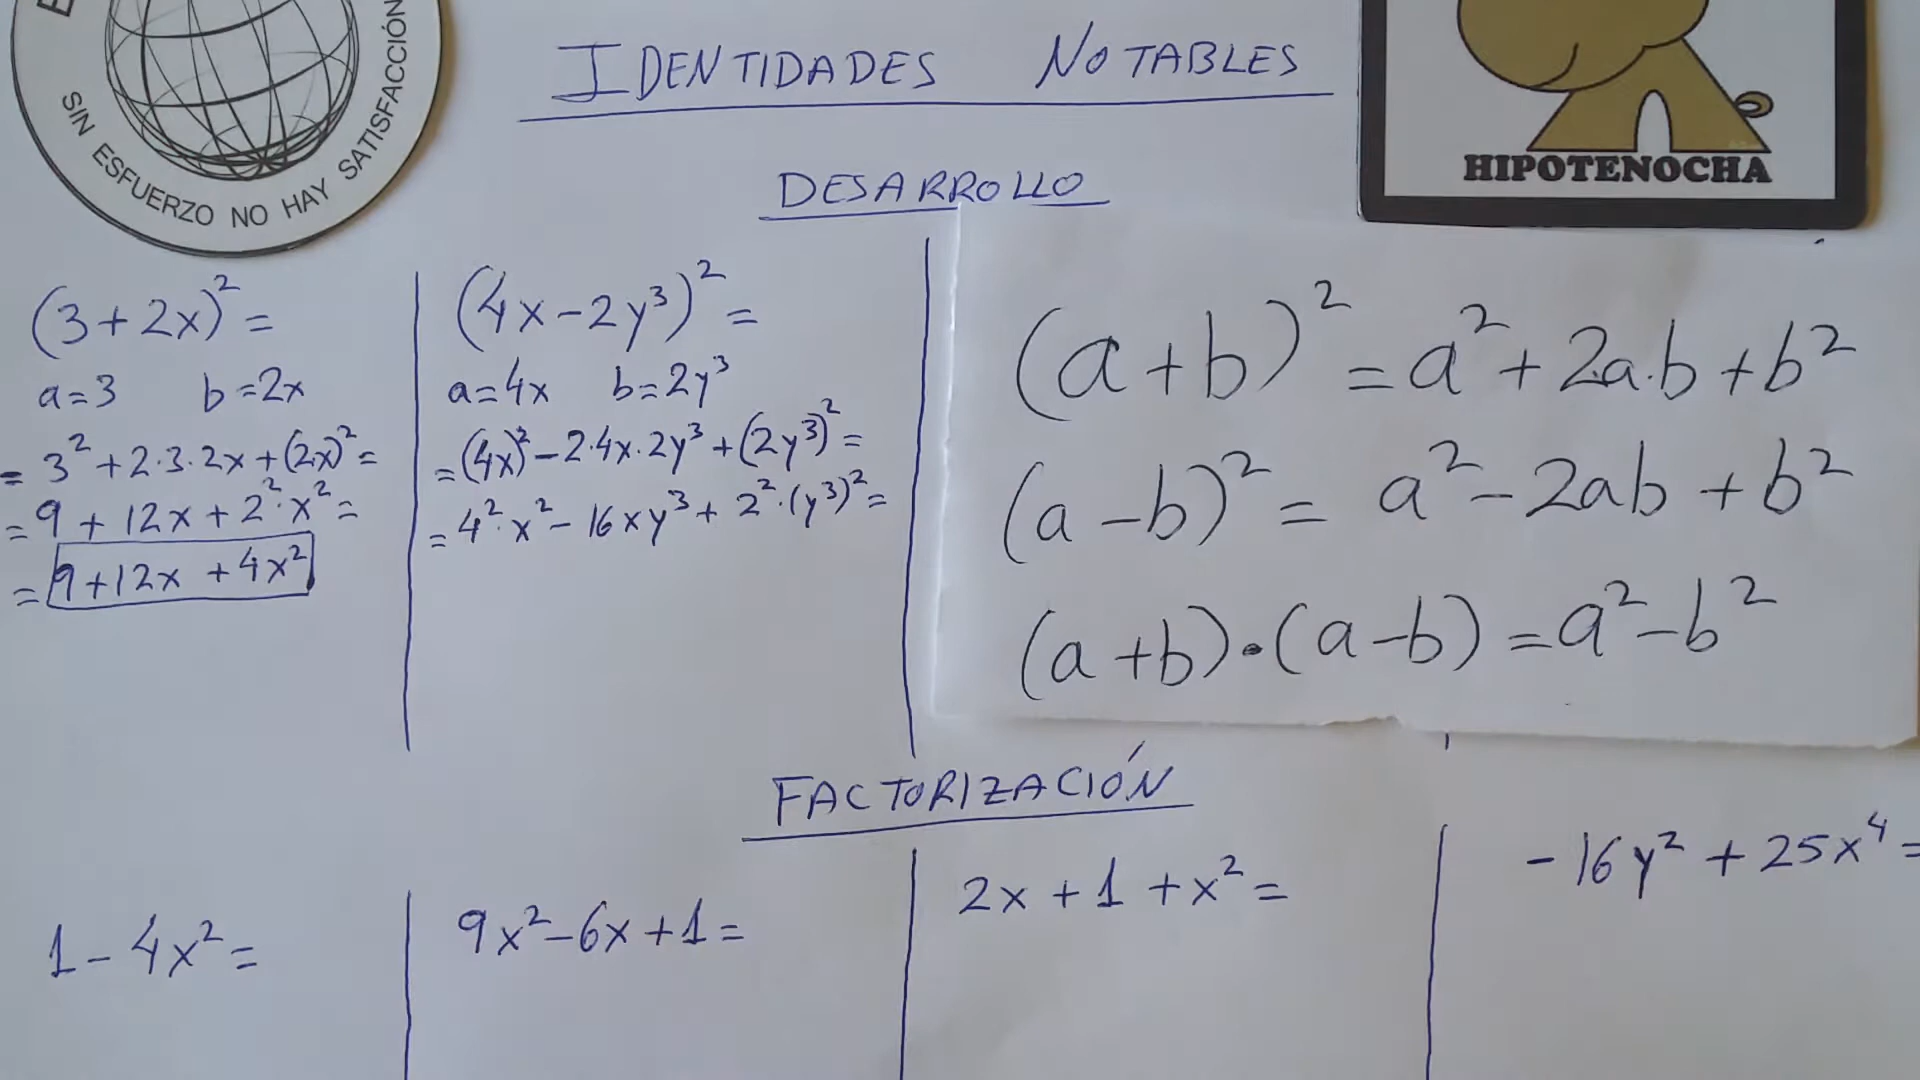 SIN ESFUERZO NO HAY SATISFACCIÓN
IDENTIDADES NOTABLES
HIPOTENOCHA
DESARROLLO
(3+2x)²=
a=3 b=2x
= 3²+2·3·2x+(2x)²=
= 9+12x+2²·x²=
= 9+12x+4x²
(4x-2y³)²=
a=4x b=2y³
=(4x)²-2·4x·2y³+(2y³)²=
=4²·x²-16xy³+2²·(y³)²=
(a+b)²=a²+2a·b+b²
(a-b)²=a²-2ab+b²
(a+b)·(a-b)=a²-b²
FACTORIZACIÓN
1-4x²=
9x²-6x+1=
2x+1+x²=
-16y²+25x⁴=